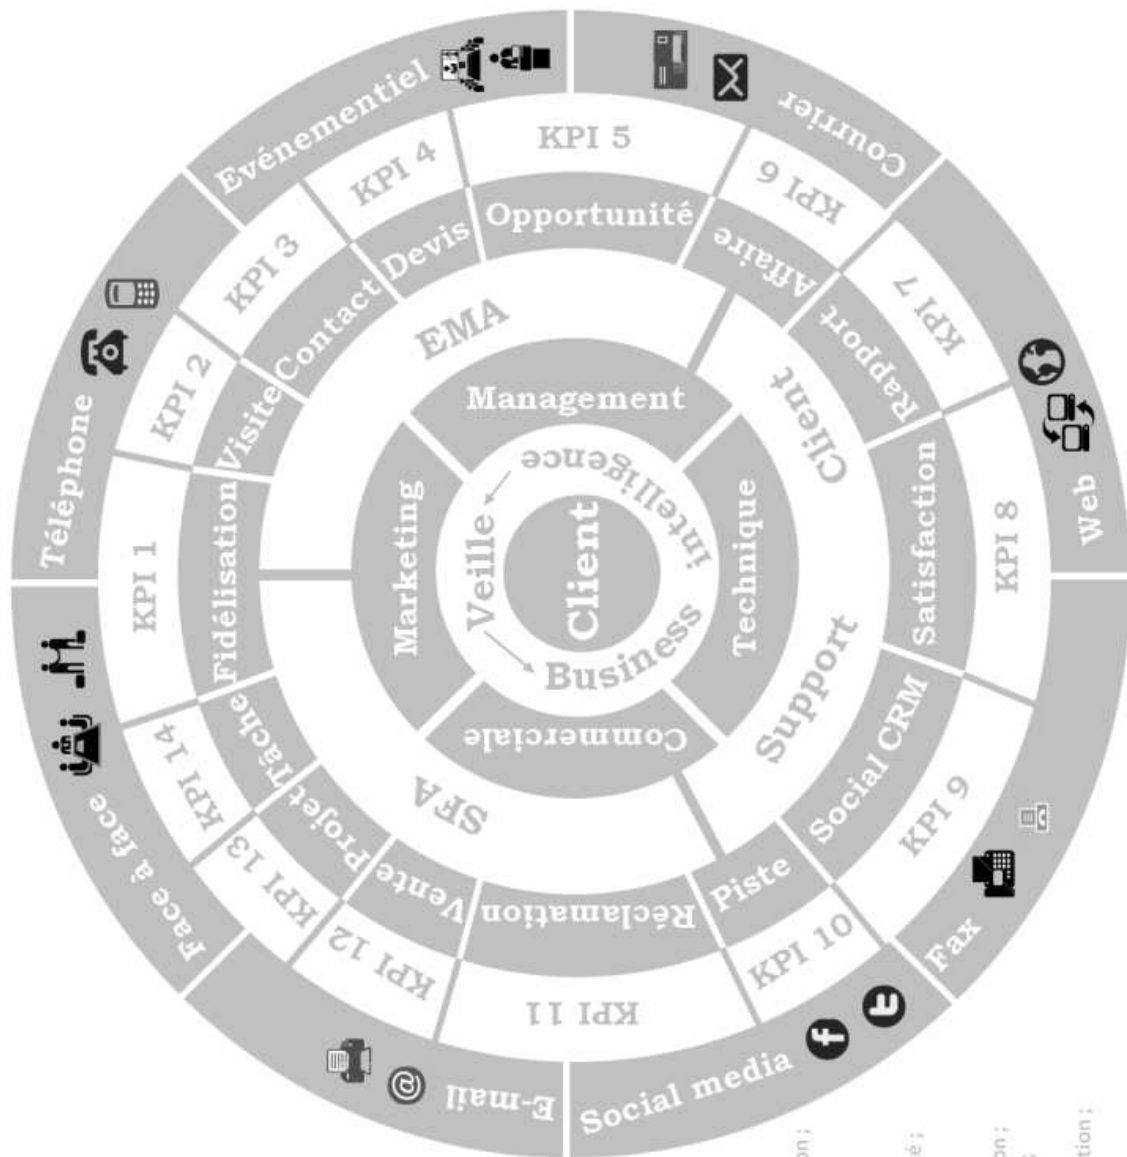 Evénementiel
Courrier
Web
Fax
Social media
E-mail
Face à face
Téléphone
KPI 1
KPI 2
KPI 3
KPI 4
KPI 5
KPI 6
KPI 7
KPI 8
KPI 9
KPI 10
KPI 11
KPI 12
KPI 13
KPI 14
Fidélisation
Visite
Contact
Devis
Opportunité
Affaire
Rapport
Satisfaction
Social CRM
Piste
Réclamation
Vente
Projet
Tâche
EMA
Client
Support
SFA
Management
Technique
Commerciale
Marketing
Veille
Business
intelligence
Client
on ;
é ;
on ;
;
tion ;